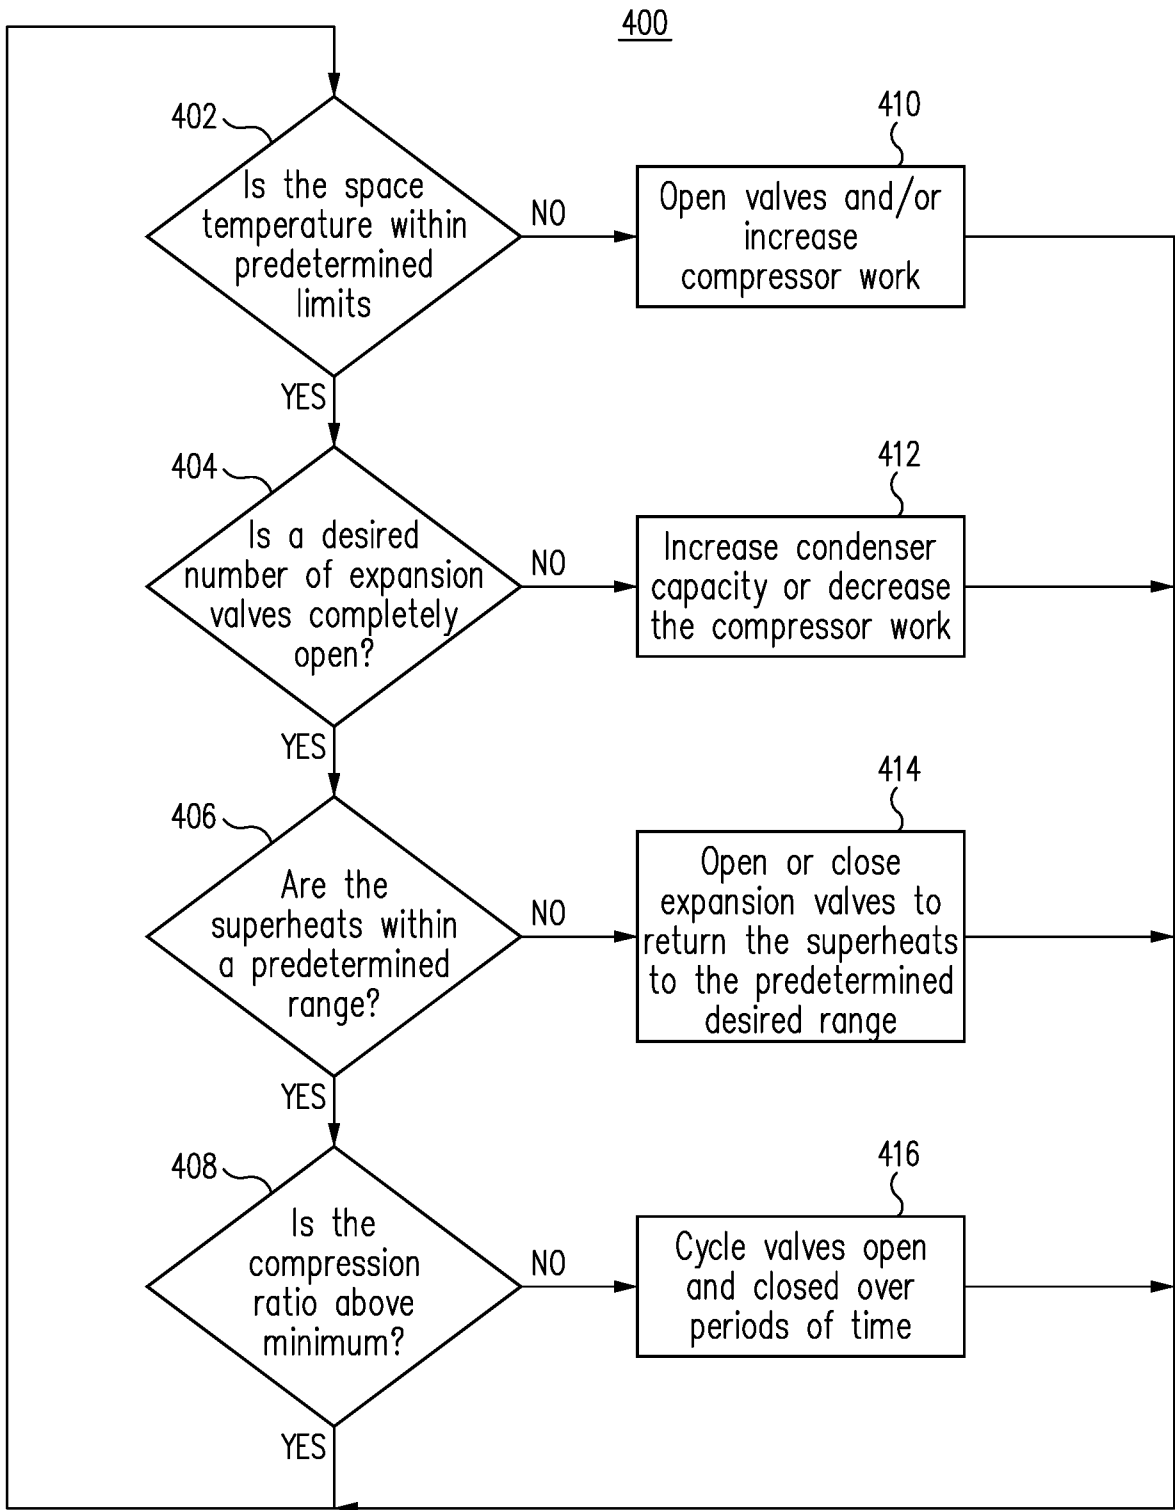 400
402
Is the space
temperature within
predetermined
limits
NO
410
Open valves and/or
increase
compressor work
YES
404
Is a desired
number of expansion
valves completely
open?
NO
412
Increase condenser
capacity or decrease
the compressor work
YES
406
Are the
superheats within
a predetermined
range?
NO
414
Open or close
expansion valves to
return the superheats
to the predetermined
desired range
YES
408
Is the
compression
ratio above
minimum?
NO
416
Cycle valves open
and closed over
periods of time
YES